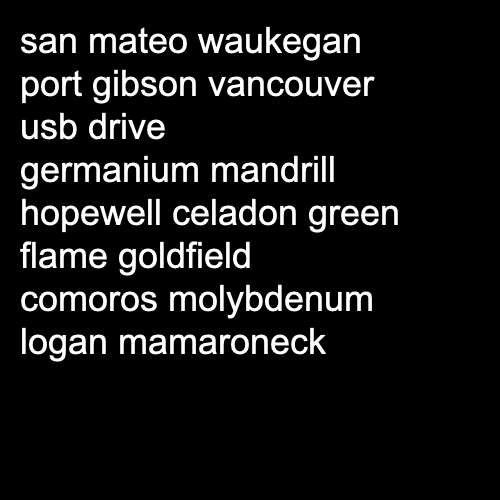 san mateo waukegan
port gibson vancouver
usb drive
germanium mandrill
hopewell celadon green
flame goldfield
comoros molybdenum
logan mamaroneck